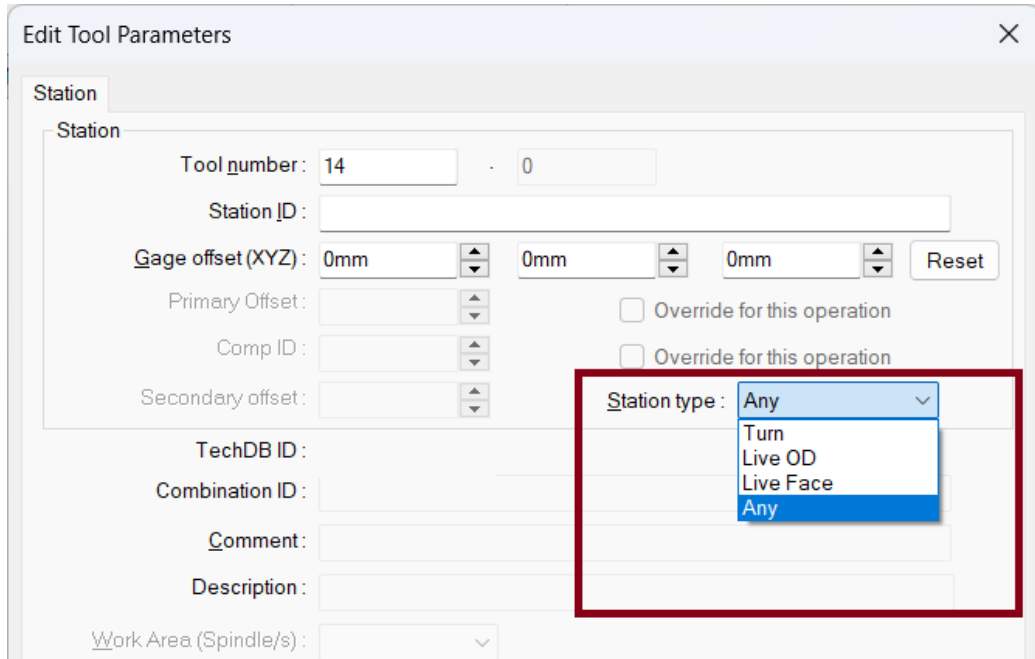 Edit Tool Parameters
Station
Station
Tool number : 14 . 0
Station ID :
Gage offset (XYZ) : 0mm 0mm 0mm Reset
Primary Offset : Override for this operation
Comp ID : Override for this operation
Secondary offset : Station type : Any
Turn
TechDB ID :
Live OD
Combination ID :
Live Face
Any
Comment :
Description :
Work Area (Spindle/s) :